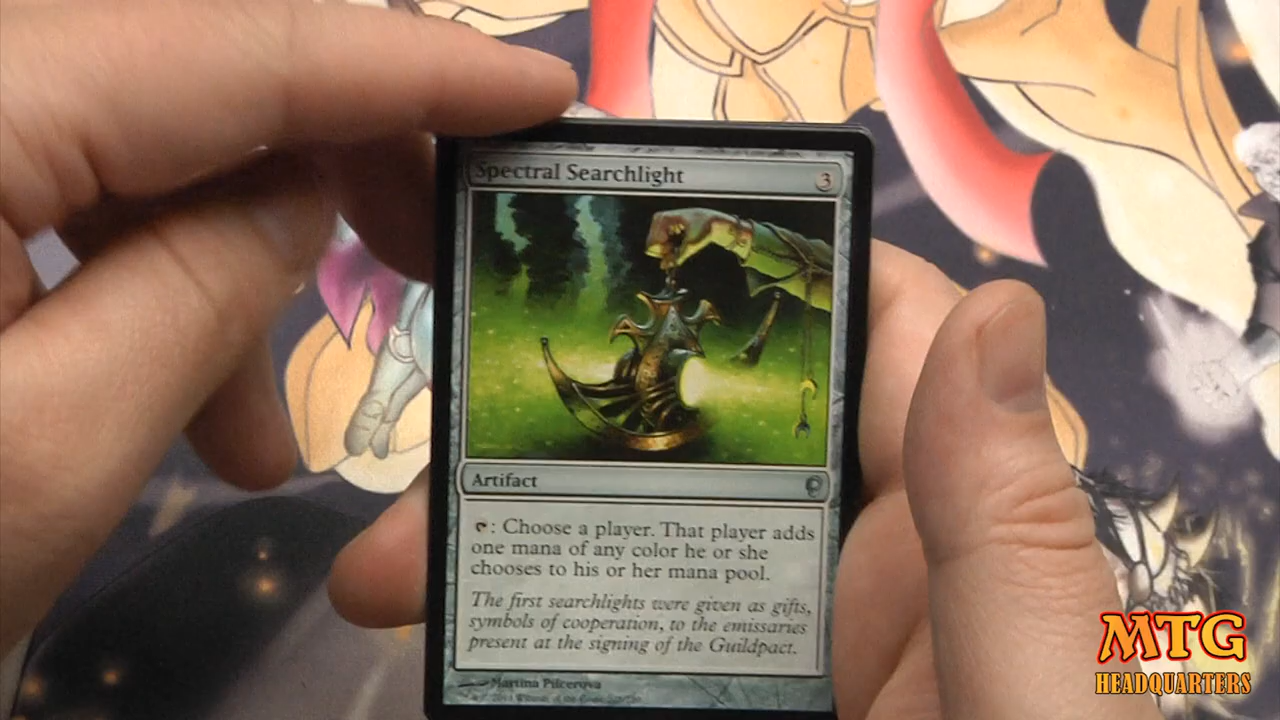 Spectral Searchlight 3
Artifact
: Choose a player. That player adds
one mana of any color he or she
chooses to his or her mana pool.
The first searchlights were given as gifts,
symbols of cooperation, to the emissaries
present at the signing of the Guildpact.
Martina Pilcerova
MTG
HEADQUARTERS